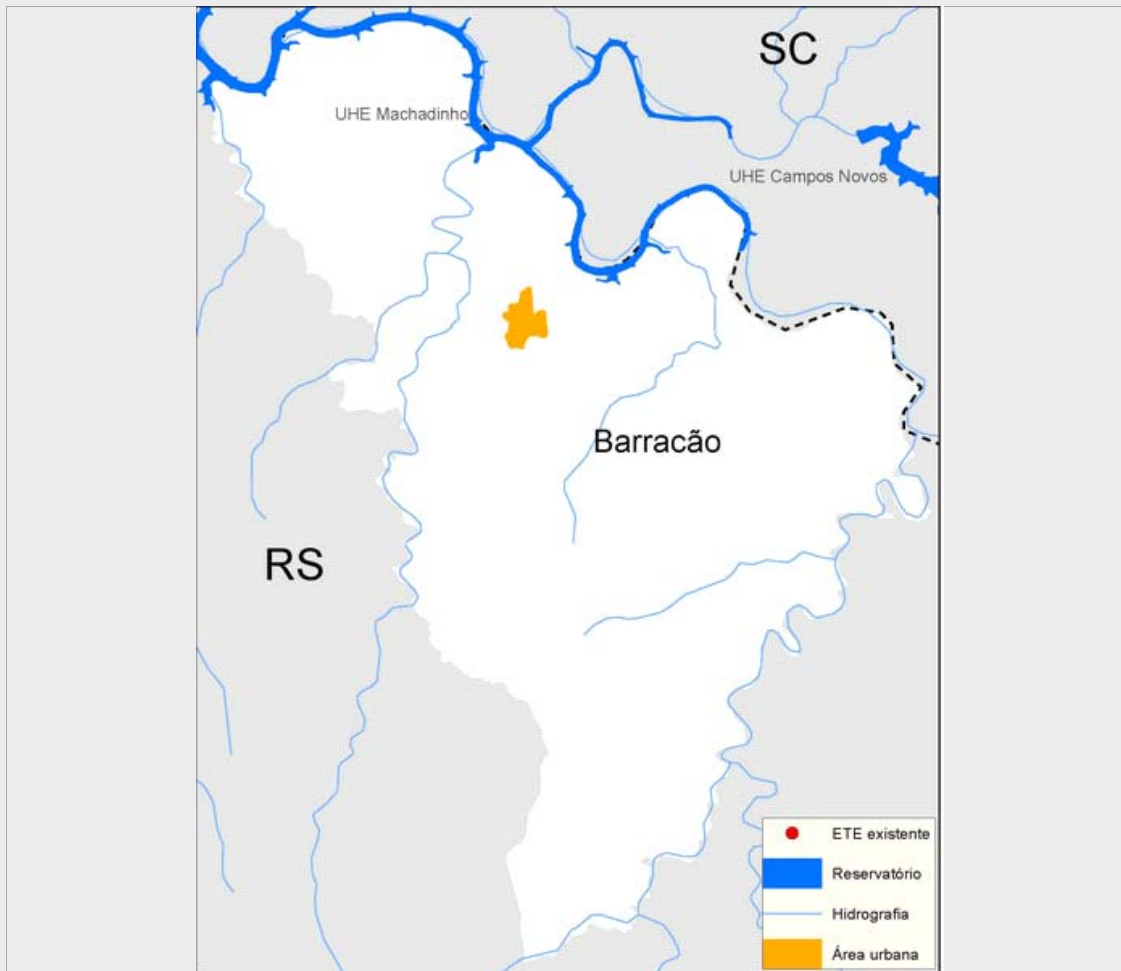 SC
UHE Machadinho
UHE Campos Novos
Barracão
RS
ETE existente
Reservatório
Hidrografia
Área urbana